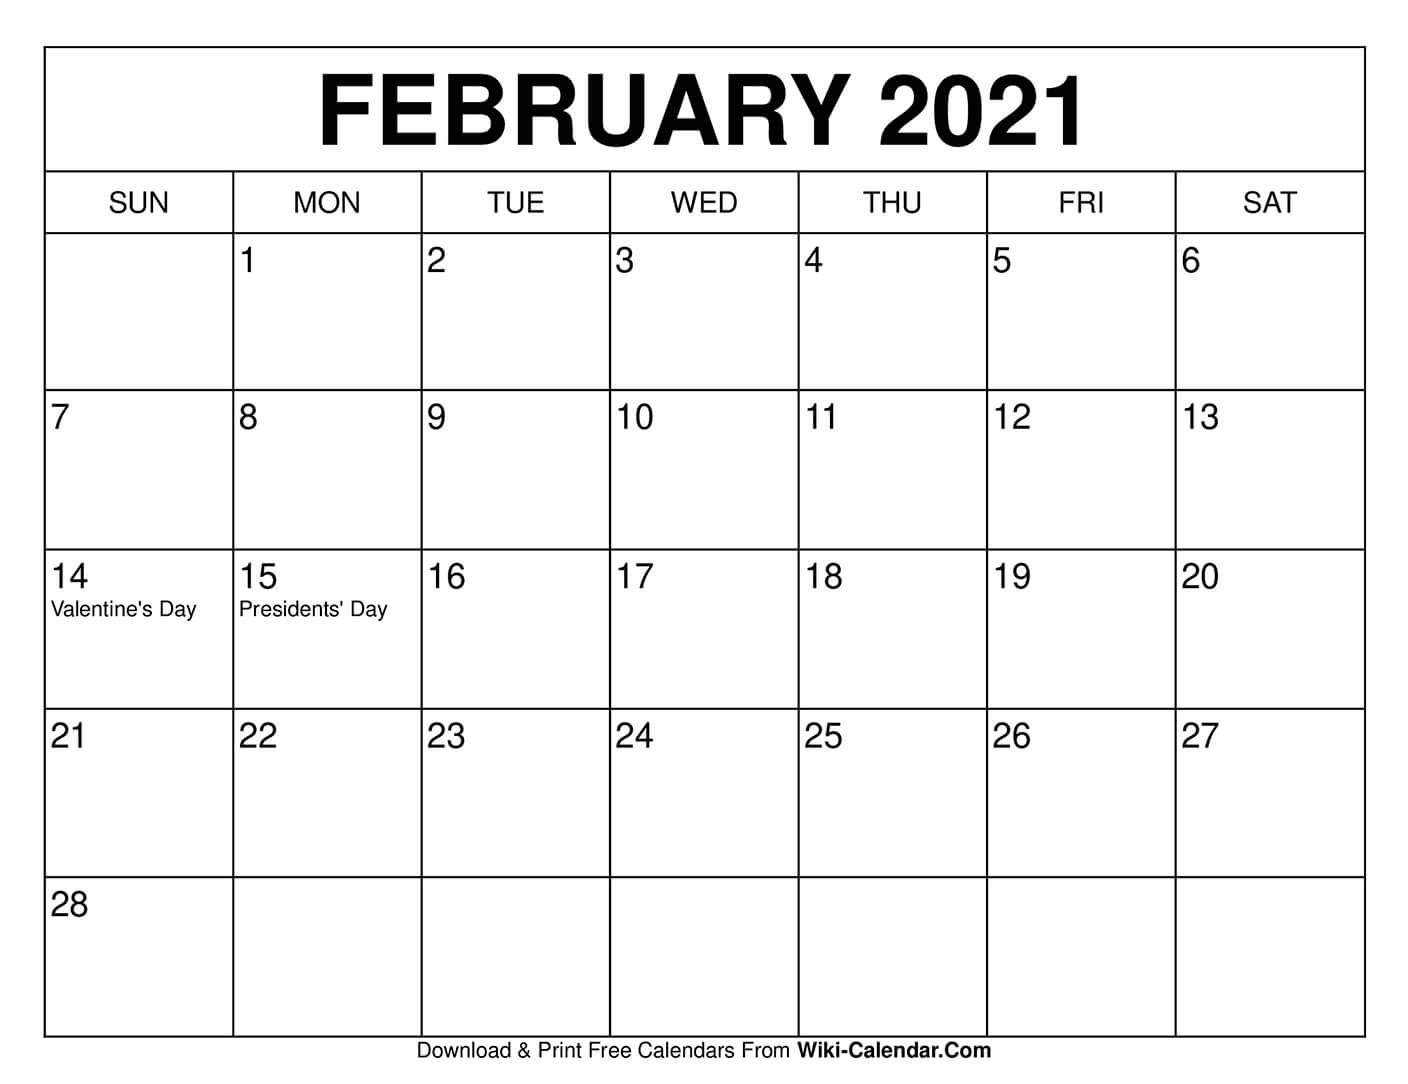 FEBRUARY 2021
SUN MON TUE WED THU FRI SAT
1 2 3 4 5 6
7 8 9 10 11 12 13
14 15 16 17 18 19 20
Valentine's Day Presidents' Day
21 22 23 24 25 26 27
28
Download & Print Free Calendars From Wiki-Calendar.Com